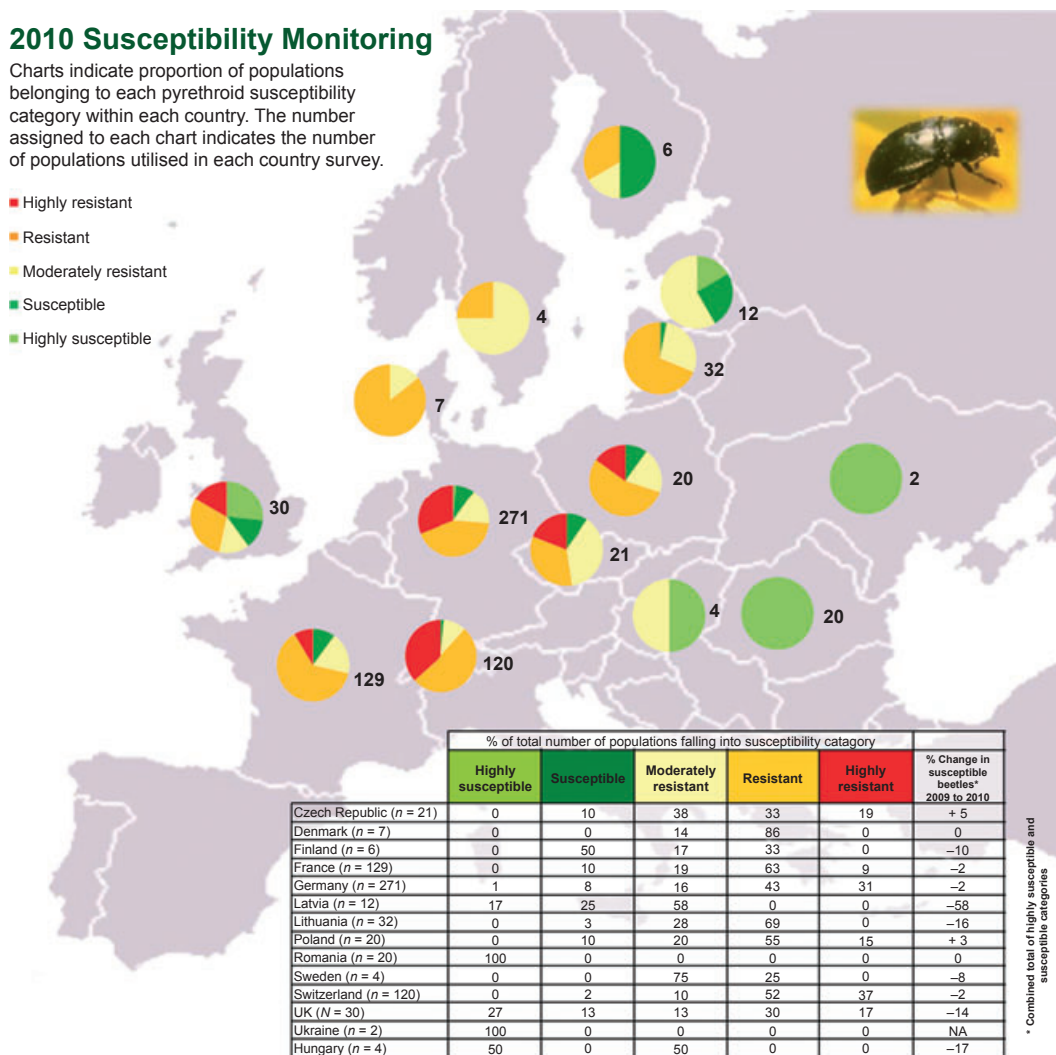 2010 Susceptibility Monitoring
Charts indicate proportion of populations
belonging to each pyrethroid susceptibility
category within each country. The number
assigned to each chart indicates the number
of populations utilised in each country survey.
Highly resistant
Resistant
Moderately resistant
Susceptible
Highly susceptible
6
4
12
32
7
20
2
30
271
21
4
20
129
120
% of total number of populations falling into susceptibility catagory
Highly susceptible Susceptible Moderately resistant Resistant Highly resistant % Change in susceptible beetles* 2009 to 2010
Czech Republic (n = 21) 0 10 38 33 19 + 5
Denmark (n = 7) 0 0 14 86 0 0
Finland (n = 6) 0 50 17 33 0 –10
France (n = 129) 0 10 19 63 9 –2
Germany (n = 271) 1 8 16 43 31 –2
Latvia (n = 12) 17 25 58 0 0 –58
Lithuania (n = 32) 0 3 28 69 0 –16
Poland (n = 20) 0 10 20 55 15 + 3
Romania (n = 20) 100 0 0 0 0 0
Sweden (n = 4) 0 0 75 25 0 –8
Switzerland (n = 120) 0 2 10 52 37 –2
UK (N = 30) 27 13 13 30 17 –14
Ukraine (n = 2) 100 0 0 0 0 NA
Hungary (n = 4) 50 0 50 0 0 –17
* Combined total of highly susceptible and
susceptible categories